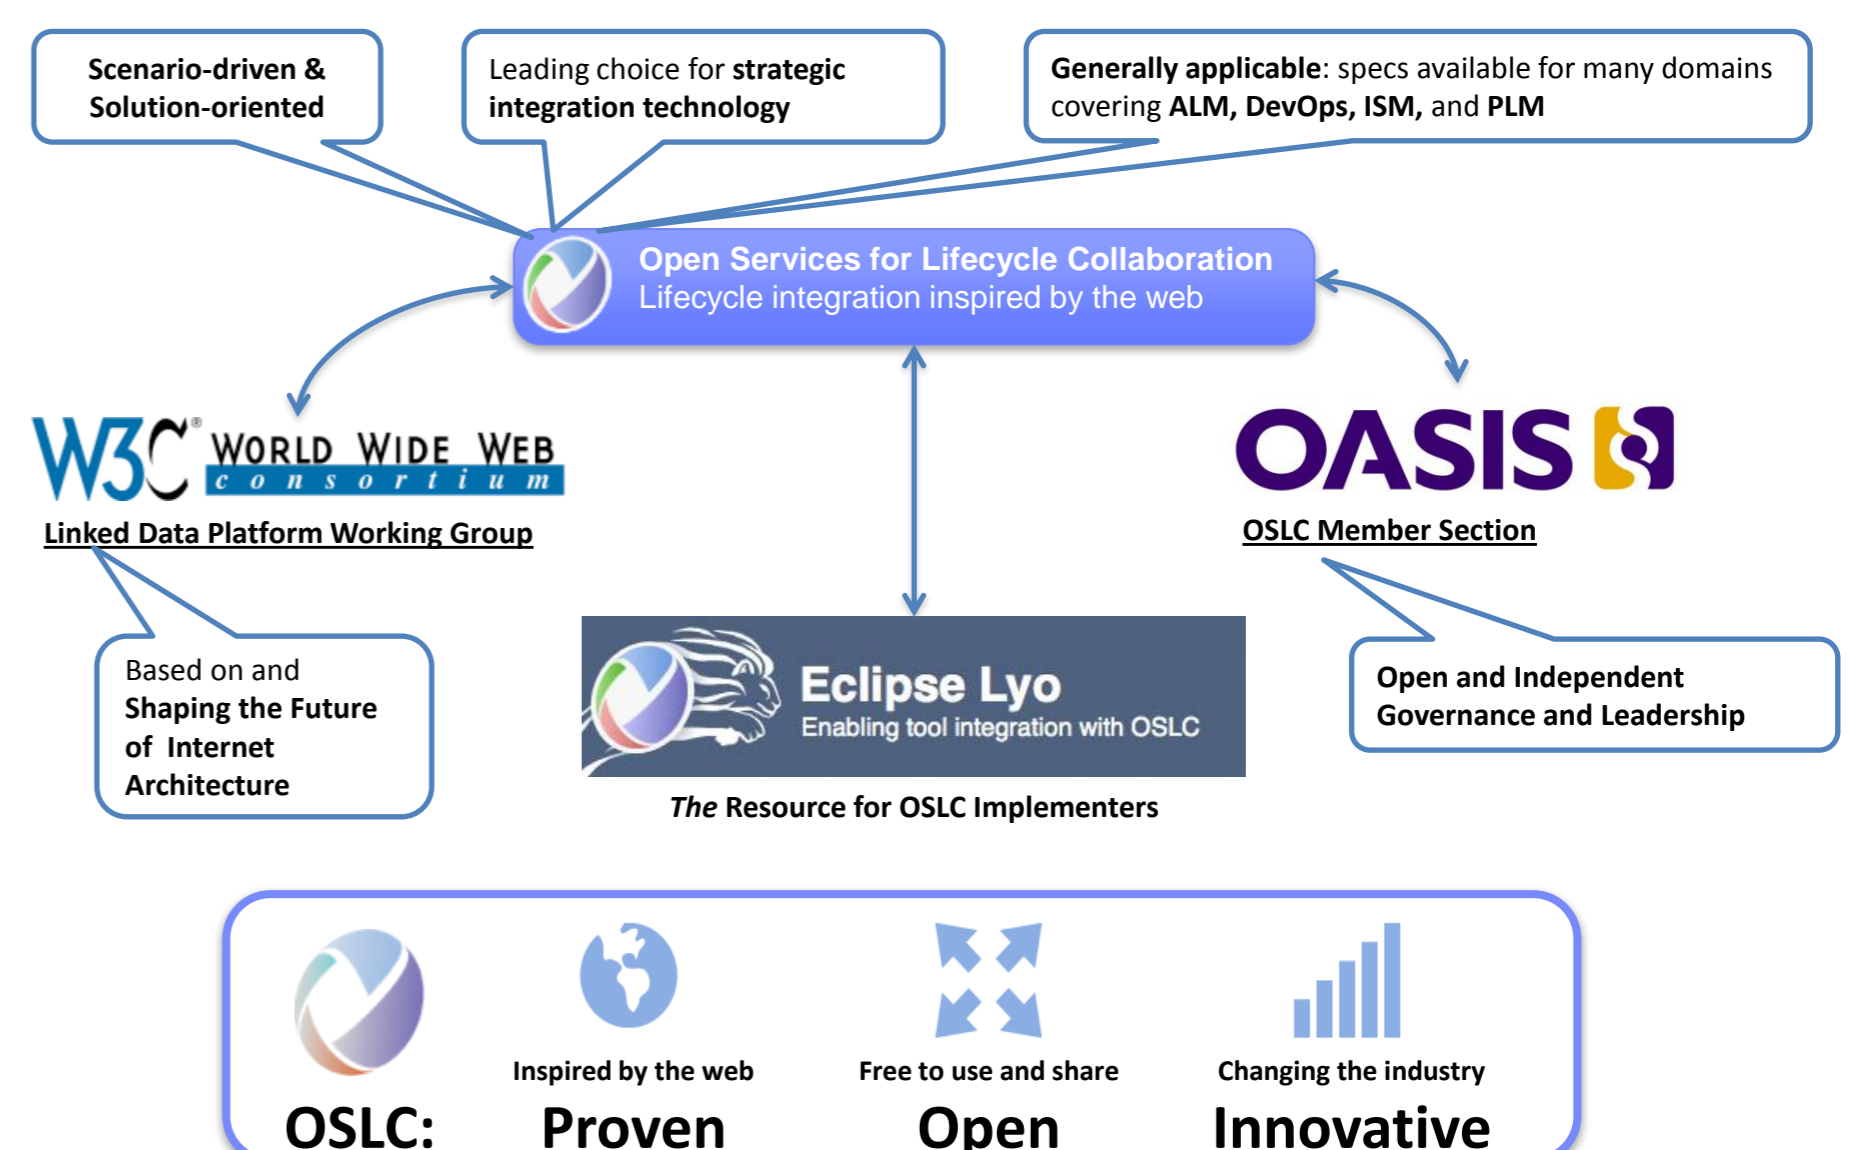 Scenario-driven &
Solution-oriented
Leading choice for strategic
integration technology
Generally applicable: specs available for many domains
covering ALM, DevOps, ISM, and PLM
Open Services for Lifecycle Collaboration
Lifecycle integration inspired by the web
W3C®
WORLD WIDE WEB
consortium
Linked Data Platform Working Group
OASIS
OSLC Member Section
Based on and
Shaping the Future
of Internet
Architecture
Eclipse Lyo
Enabling tool integration with OSLC
The Resource for OSLC Implementers
Open and Independent
Governance and Leadership
Inspired by the web
Free to use and share
Changing the industry
OSLC:
Proven
Open
Innovative